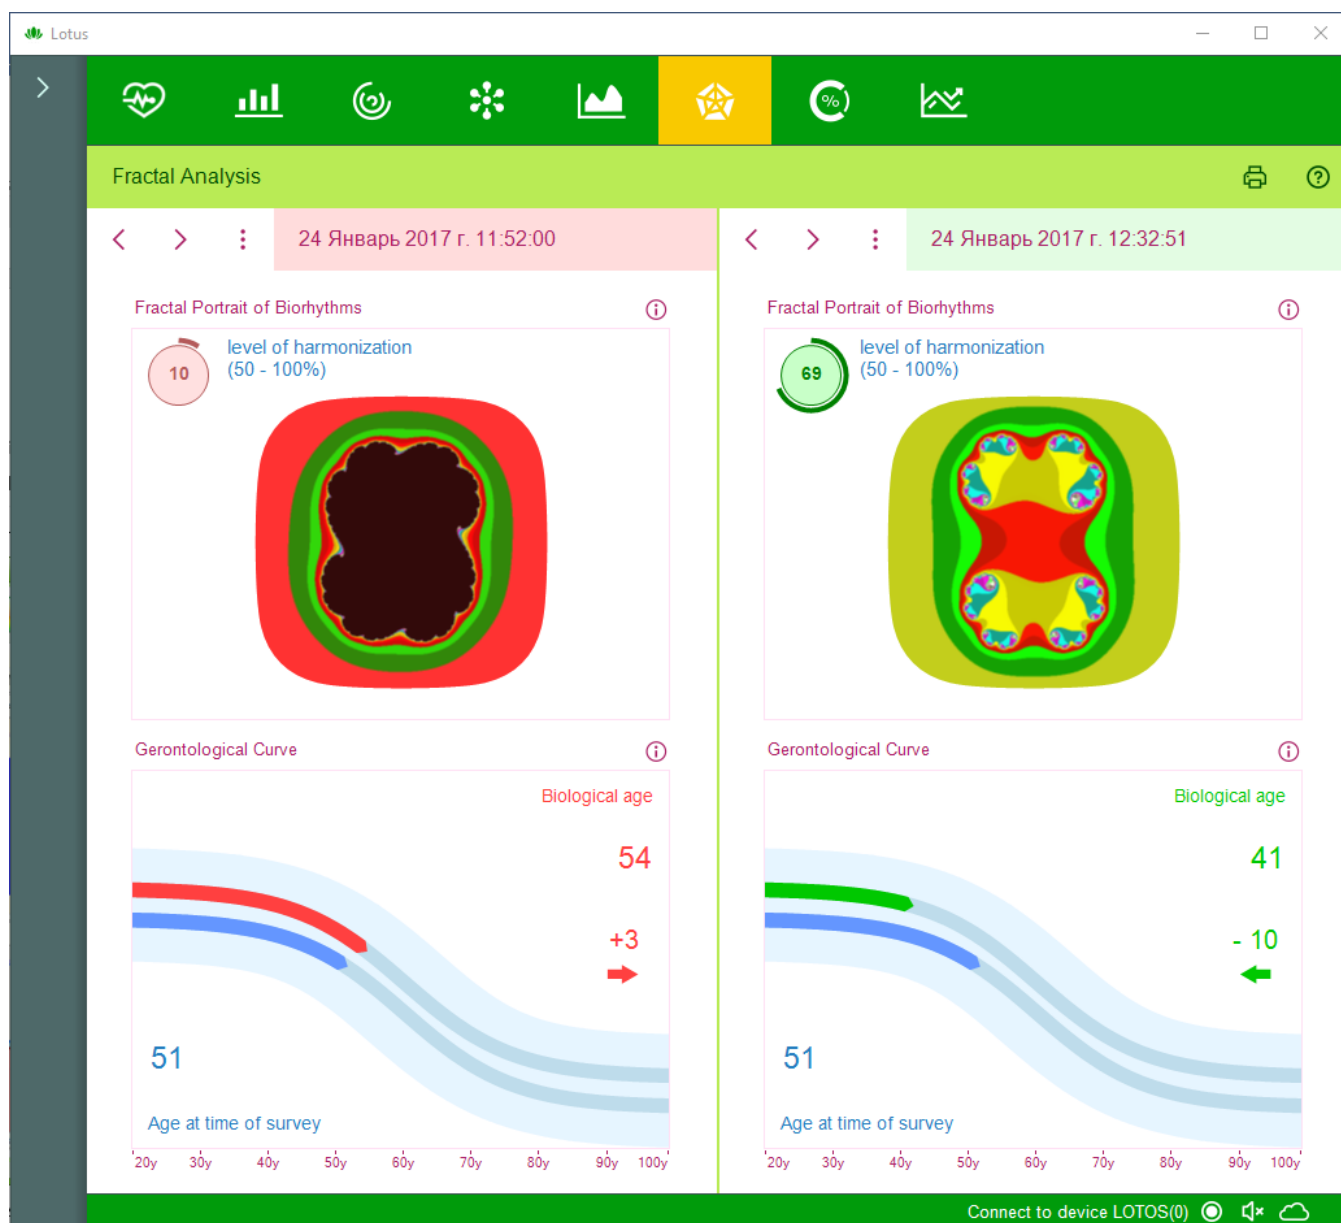 Lotus
Fractal Analysis
24 Январь 2017 г. 11:52:00
Fractal Portrait of Biorhythms
10
level of harmonization
(50 - 100%)
Gerontological Curve
Biological age
54
+3
51
Age at time of survey
20y 30y 40y 50y 60y 70y 80y 90y 100y
24 Январь 2017 г. 12:32:51
Fractal Portrait of Biorhythms
69
level of harmonization
(50 - 100%)
Gerontological Curve
Biological age
41
- 10
51
Age at time of survey
20y 30y 40y 50y 60y 70y 80y 90y 100y
Connect to device LOTOS(0)